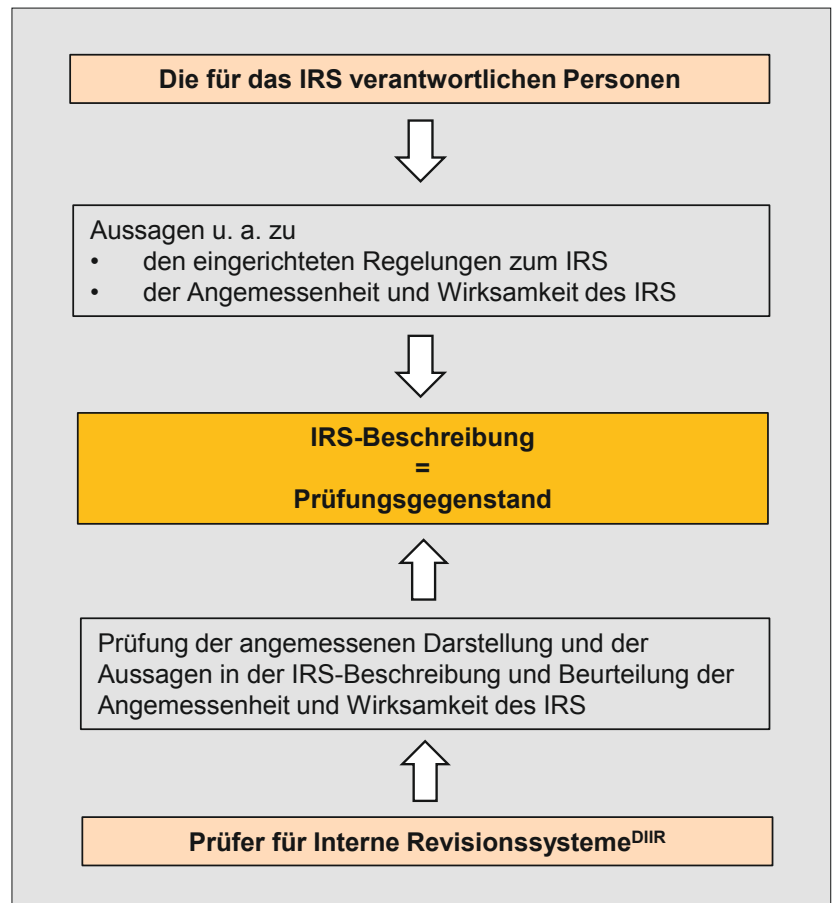 Die für das IRS verantwortlichen Personen
Aussagen u. a. zu
• den eingerichteten Regelungen zum IRS
• der Angemessenheit und Wirksamkeit des IRS
IRS-Beschreibung
=
Prüfungsgegenstand
Prüfung der angemessenen Darstellung und der
Aussagen in der IRS-Beschreibung und Beurteilung der
Angemessenheit und Wirksamkeit des IRS
Prüfer für Interne RevisionssystemeDIIR